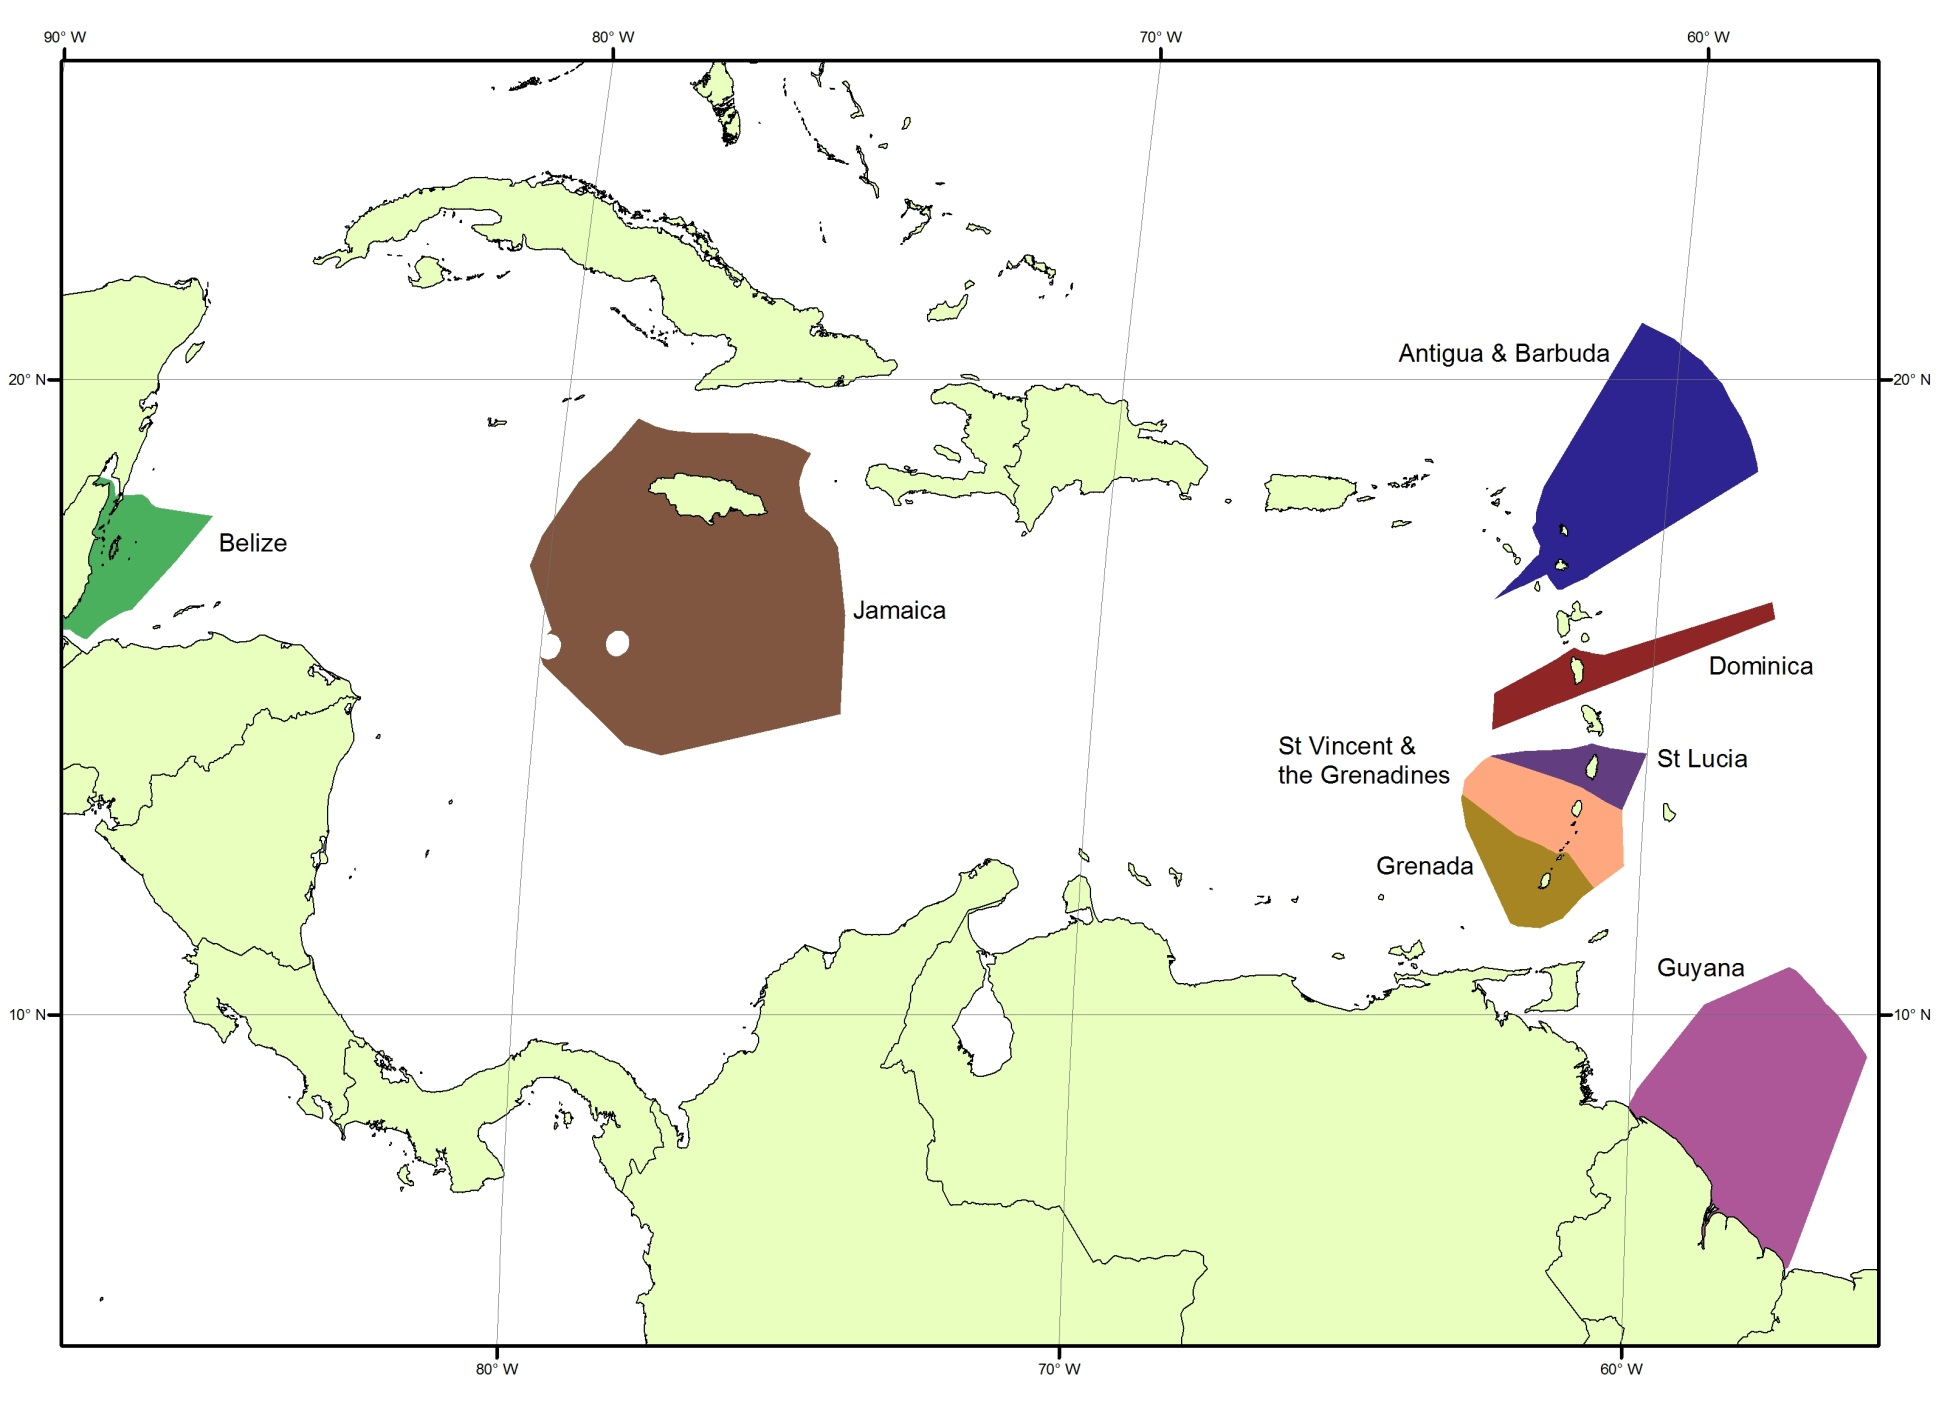 90° W
80° W
70° W
60° W
20° N
20° N
Antigua & Barbuda
Belize
Jamaica
Dominica
St Vincent &
the Grenadines
St Lucia
Grenada
Guyana
10° N
10° N
80° W
70° W
60° W